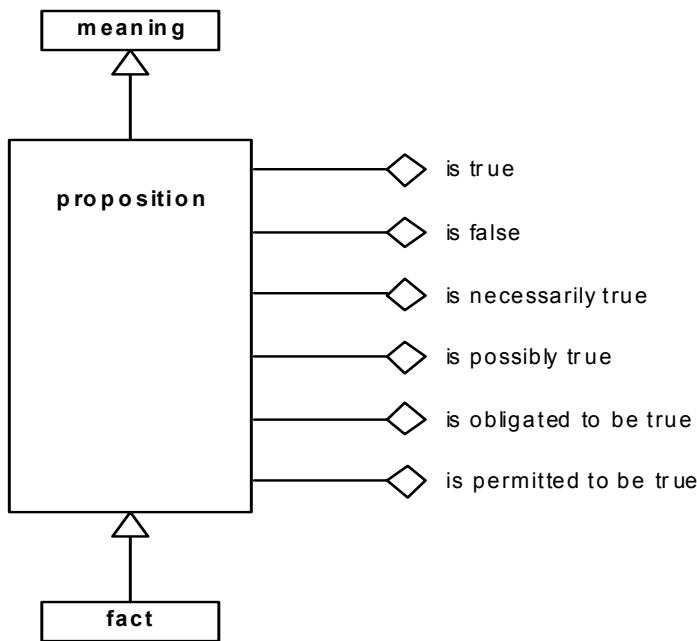 meaning
proposition
is true
is false
is necessarily true
is possibly true
is obligated to be true
is permitted to be true
fact